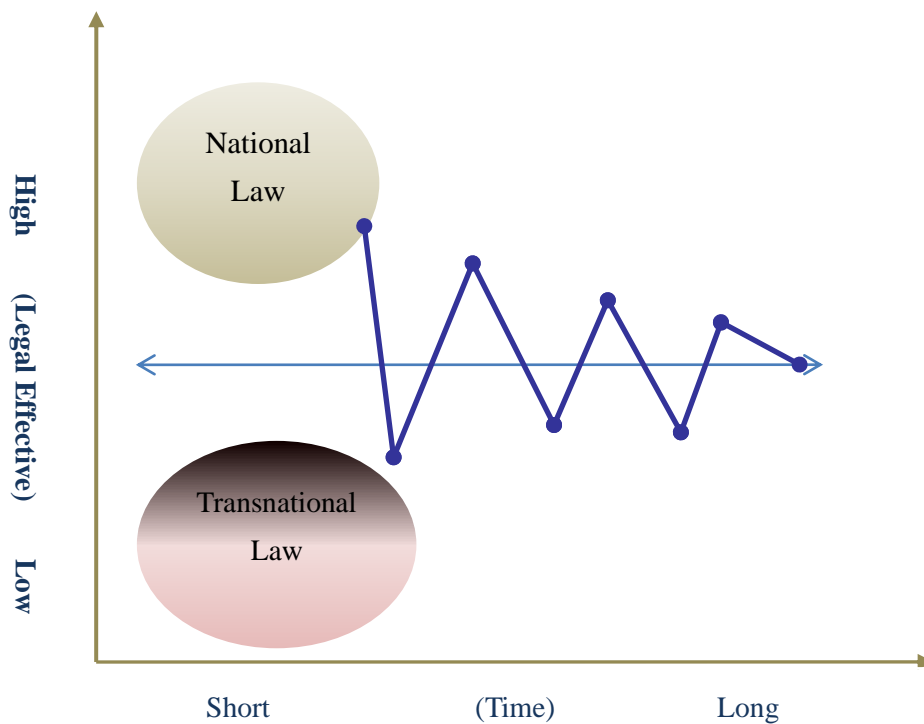 National
Law
High (Legal Effective) Low
Transnational
Law
Short (Time) Long